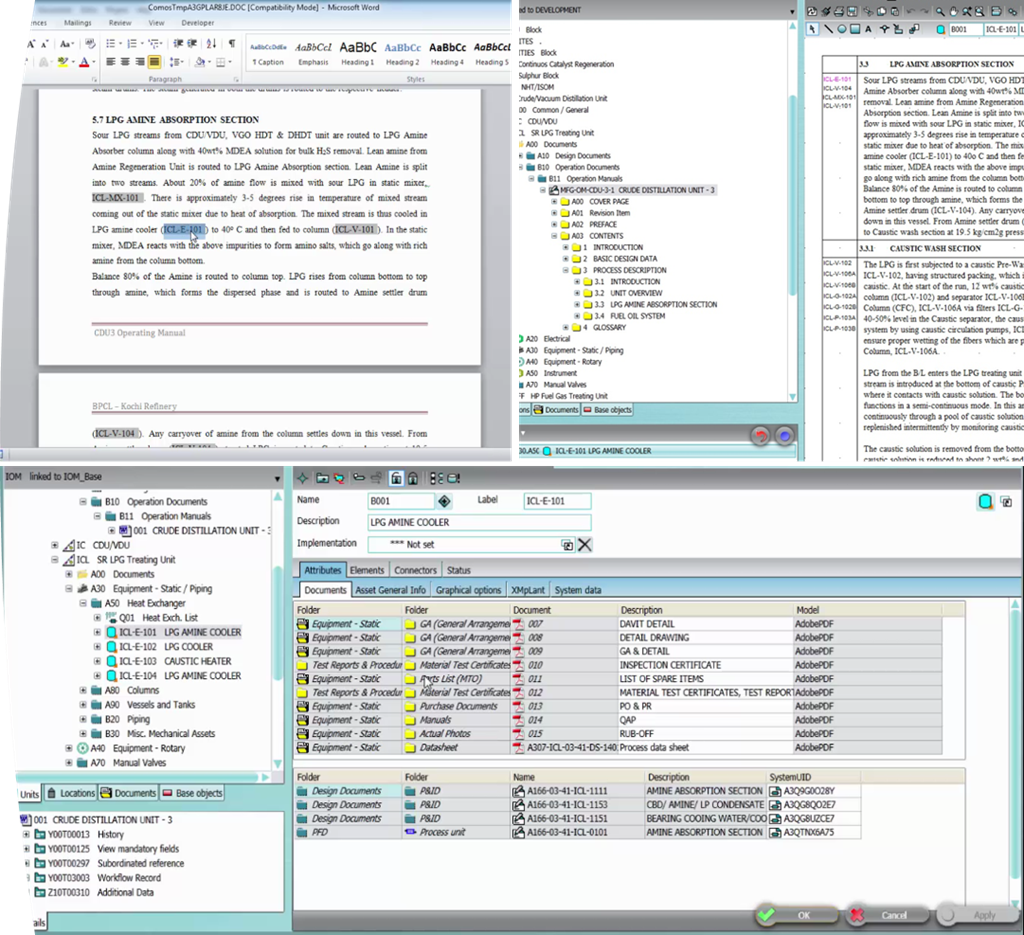 ComosTmpA3GPLARBJE.DOC [Compatibility Mode] - Microsoft Word
Mailings Review View Developer
AaBbCcDdEe AaBbCcI AaBbC AaBbCc AaBbCc AaBbCcL
¶ Caption Emphasis Heading 1 Heading 2 Heading 4 Heading 5
Paragraph Styles
5.7 LPG AMINE ABSORPTION SECTION
Sour LPG streams from CDU/VDU, VGO HDT & DHDT unit are routed to LPG Amine
Absorber column along with 40wt% MDEA solution for bulk H2S removal. Lean amine from
Amine Regeneration Unit is routed to LPG Amine Absorption section. Lean Amine is split
into two streams. About 20% of amine flow is mixed with sour LPG in static mixer,
ICL-MX-101. There is approximately 3-5 degrees rise in temperature of mixed stream
coming out of the static mixer due to heat of absorption. The mixed stream is thus cooled in
LPG amine cooler (ICL-E-101) to 40º C and then fed to column (ICL-V-101). In the static
mixer, MDEA reacts with the above impurities to form amino salts, which go along with rich
amine from the column bottom.
Balance 80% of the Amine is routed to column top. LPG rises from column bottom to top
through amine, which forms the dispersed phase and is routed to Amine settler drum
CDU3 Operating Manual
BPCL – Kochi Refinery
(ICL-V-104). Any carryover of amine from the column settles down in this vessel. From
ed to DEVELOPMENT
Block
ITES .
ITIES Block
Continuos Catalyst Regeneration
Sulphur Block
NHT/ISOM
Crude/Vacuum Distillation Unit
00 Common / General
C CDU/VDU
CL SR LPG Treating Unit
A00 Documents
A10 Design Documents
B10 Operation Documents
B11 Operation Manuals
MFG-OM-CDU-3-1 CRUDE DISTILLATION UNIT - 3
A00 COVER PAGE
A01 Revision Item
A02 PREFACE
A03 CONTENTS
1 INTRODUCTION
2 BASIC DESIGN DATA
3 PROCESS DESCRIPTION
3.1 INTRODUCTION
3.2 UNIT OVERVIEW
3.3 LPG AMINE ABSORPTION SECTION
3.4 FUEL OIL SYSTEM
4 GLOSSARY
A20 Electrical
A30 Equipment - Static / Piping
A40 Equipment - Rotary
A50 Instrument
A70 Manual Valves
HP Fuel Gas Treating Unit
ons Documents Base objects
00.A5C ICL-E-101 LPG AMINE COOLER
B001 ICL-E-101
3.3 LPG AMINE ABSORPTION SECTION
ICL-E-101
ICL-V-104
ICL-MX-101
ICL-V-101
Sour LPG streams from CDU/VDU, VGO HDT
Amine Absorber column along with 40wt% M
removal. Lean amine from Amine Regeneration
Amine Absorption section. Lean Amine is split into tw
flow is mixed with sour LPG in static mixer, IC
approximately 3-5 degrees rise in temperature o
static mixer due to heat of absorption. The mixe
amine cooler (ICL-E-101) to 40o C and then fe
go along with rich amine from the column botto
Balance 80% of the Amine is routed to column
bottom to top through amine, which forms the d
Amine settler drum (ICL-V-104). Any carryove
down in this vessel. From Amine settler drum (
to Caustic wash section at 19.5 kg/cm2g pressur
3.3.1 CAUSTIC WASH SECTION
ICL-V-102
ICL-V-106A
ICL-V-106B
ICL-G-102A
ICL-G-102B
ICL-P-103A
ICL-P-103B
The LPG is first subjected to a caustic Pre-Wa
ICL-V-102, having structured packing, which i
caustic. At the start of the run, 12 wt% caustic
column (ICL-V-102) and separator ICL-V-106B
Column (CFC), ICL-V-106A via filters ICL-G-
40-50% level in the Caustic separator, the caus
system by using caustic circulation pumps, ICL
ensure proper wetting of the fibers which are p
Column, ICL-V-106A.
LPG from the B/L enters the LPG treating unit
stream is introduced at the bottom of caustic P
where it contacts with caustic solution. The bo
functions in a semi-continuous mode. In this ar
continuously through a pool of caustic solution
replenished intermittently by monitoring caustic
The caustic solution is removed from the bottom
caustic solution is reduced to about 2 wt% and
IOM linked to IOM_Base
B10 Operation Documents
B11 Operation Manuals
001 CRUDE DISTILLATION UNIT - 3
IC CDU/VDU
ICL SR LPG Treating Unit
A00 Documents
A30 Equipment - Static / Piping
A50 Heat Exchanger
Q01 Heat Exch. List
ICL-E-101 LPG AMINE COOLER
ICL-E-102 LPG COOLER
ICL-E-103 CAUSTIC HEATER
ICL-E-104 LPG AMINE COOLER
A80 Columns
A90 Vessels and Tanks
B20 Piping
B30 Misc. Mechanical Assets
A40 Equipment - Rotary
A70 Manual Valves
Units Locations Documents Base objects
001 CRUDE DISTILLATION UNIT - 3
Y00T00013 History
Y00T00125 View mandatory fields
Y00T00297 Subordinated reference
Y00T03003 Workflow Record
Z10T00310 Additional Data
ails
Name B001 Label ICL-E-101
Description LPG AMINE COOLER
Implementation *** Not set
Attributes Elements Connectors Status
Documents Asset General Info Graphical options XMpLant System data
Folder Folder Document Description Model
Equipment - Static GA (General Arrangeme 007 DAVIT DETAIL AdobePDF
Equipment - Static GA (General Arrangeme 008 DETAIL DRAWING AdobePDF
Equipment - Static GA (General Arrangeme 009 GA & DETAIL AdobePDF
Test Reports & Procedur Material Test Certificates 010 INSPECTION CERTIFICATE AdobePDF
Equipment - Static Parts List (MTO) 011 LIST OF SPARE ITEMS AdobePDF
Test Reports & Procedur Material Test Certificates 012 MATERIAL TEST CERTIFICATES, TEST REPORT AdobePDF
Equipment - Static Purchase Documents 013 PO & PR AdobePDF
Equipment - Static Manuals 014 QAP AdobePDF
Equipment - Static Actual Photos 015 RUB-OFF AdobePDF
Equipment - Static Datasheet A307-ICL-03-41-DS-140 Process data sheet AdobePDF
Folder Folder Name Description SystemUID
Design Documents P&ID A166-03-41-ICL-1111 AMINE ABSORPTION SECTION A3Q9G0O28Y
Design Documents P&ID A166-03-41-ICL-1153 CBD/ AMINE/ LP CONDENSATE A3QG8QO2E7
Design Documents P&ID A166-03-41-ICL-1151 BEARING COOING WATER/COO A3QG8UZCE7
PFD Process unit A166-03-41-ICL-0101 AMINE ABSORPTION SECTION A3QTNX6A75
OK Cancel Apply